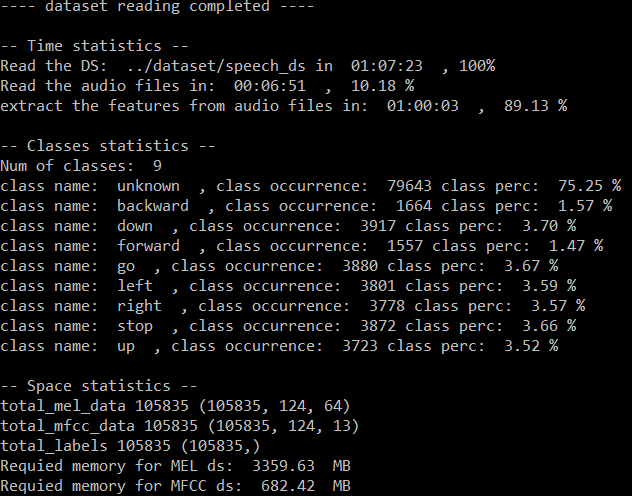 ---- dataset reading completed ----
-- Time statistics --
Read the DS:  ../dataset/speech_ds in  01:07:23  , 100%
Read the audio files in:  00:06:51  ,  10.18 %
extract the features from audio files in:  01:00:03  ,  89.13 %
-- Classes statistics --
Num of classes:  9
class name:  unknown  , class occurrence:  79643 class perc:  75.25 %
class name:  backward  , class occurrence:  1664 class perc:  1.57 %
class name:  down  , class occurrence:  3917 class perc:  3.70 %
class name:  forward  , class occurrence:  1557 class perc:  1.47 %
class name:  go  , class occurrence:  3880 class perc:  3.67 %
class name:  left  , class occurrence:  3801 class perc:  3.59 %
class name:  right  , class occurrence:  3778 class perc:  3.57 %
class name:  stop  , class occurrence:  3872 class perc:  3.66 %
class name:  up  , class occurrence:  3723 class perc:  3.52 %
-- Space statistics --
total_mel_data 105835 (105835, 124, 64)
total_mfcc_data 105835 (105835, 124, 13)
total_labels 105835 (105835,)
Requied memory for MEL ds:  3359.63  MB
Requied memory for MFCC ds:  682.42  MB